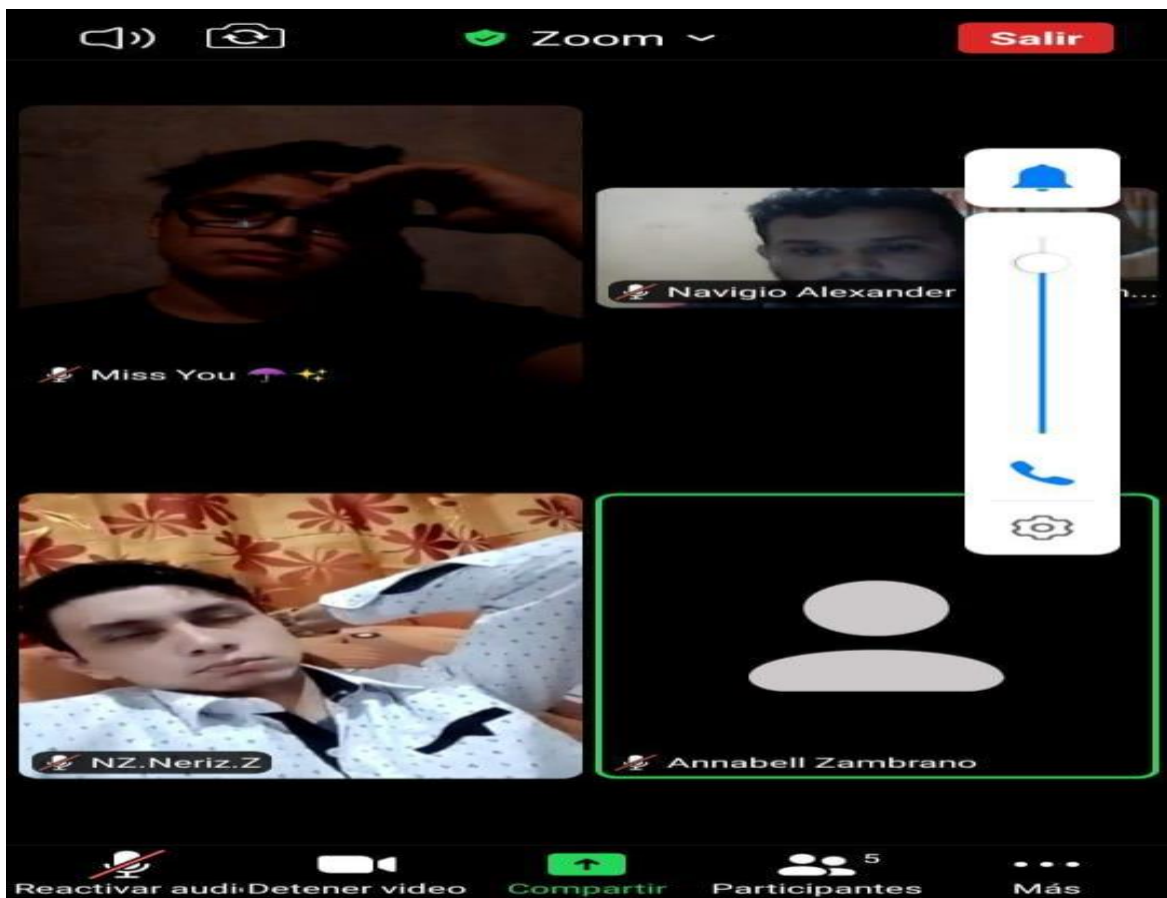 Zoom
Salir
Navigio Alexander
Miss You
NZ.Neriz.Z
Annabell Zambrano
5
Reactivar audi
Detener video
Compartir
Participantes
Más